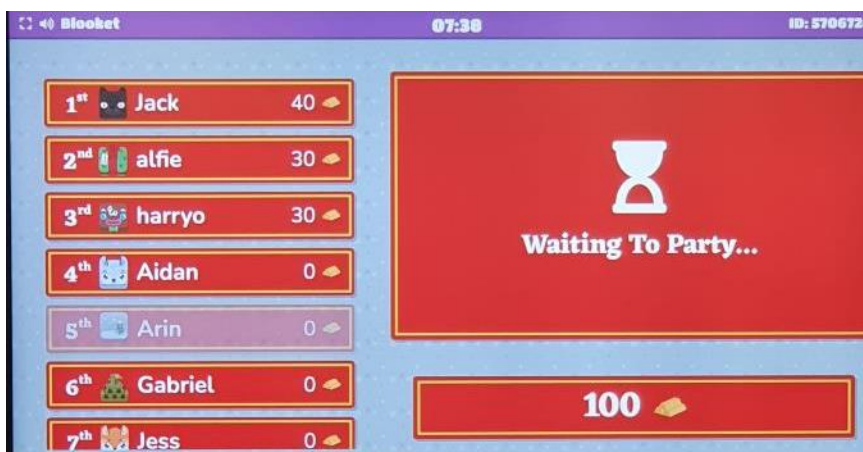 Blooket
07:38
ID: 570672
1st Jack 40
2nd alfie 30
3rd harryo 30
4th Aidan 0
5th Arin 0
6th Gabriel 0
7th Jess 0
Waiting To Party...
100